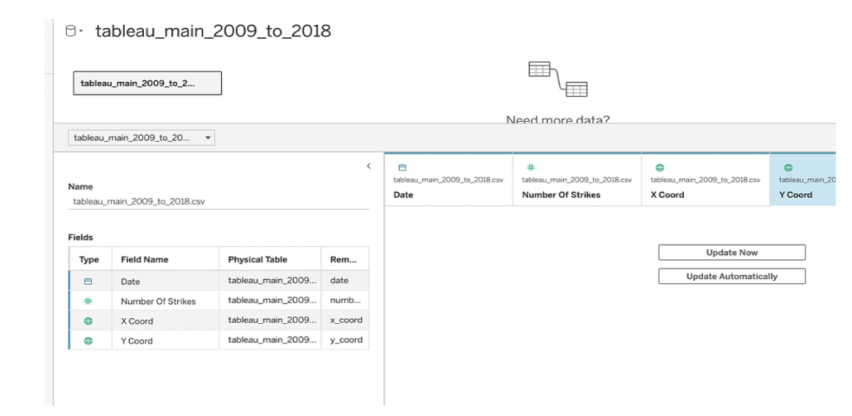 tableau_main_2009_to_2018
tableau_main_2009_to_2...
Need more data?
tableau_main_2009_to_20...
Name
tableau_main_2009_to_2018.csv
Fields
Type Field Name Physical Table Rem...
Date tableau_main_2009... date
Number Of Strikes tableau_main_2009... numb...
X Coord tableau_main_2009... x_coord
Y Coord tableau_main_2009... y_coord
tableau_main_2009_to_2018.csv tableau_main_2009_to_2018.csv tableau_main_2009_to_2018.csv tableau_main_20
Date Number Of Strikes X Coord Y Coord
Update Now
Update Automatically